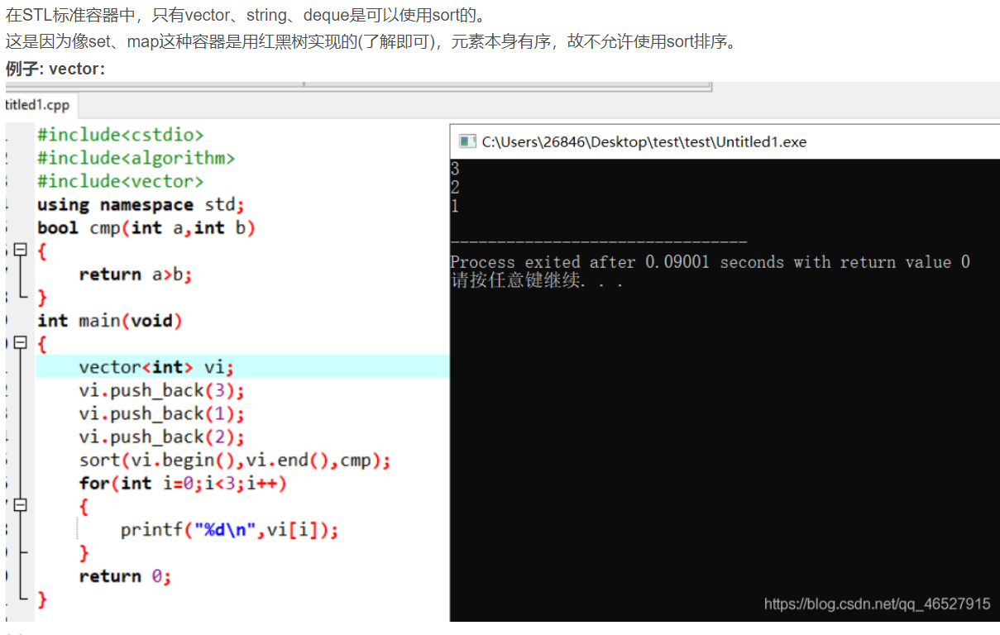 在STL标准容器中，只有vector、string、deque是可以使用sort的。
这是因为像set、map这种容器是用红黑树实现的(了解即可)，元素本身有序，故不允许使用sort排序。
例子: vector：
titled1.cpp
#include<cstdio>
#include<algorithm>
#include<vector>
using namespace std;
bool cmp(int a,int b)
{
return a>b;
}
int main(void)
{
vector<int> vi;
vi.push_back(3);
vi.push_back(1);
vi.push_back(2);
sort(vi.begin(),vi.end(),cmp);
for(int i=0;i<3;i++)
{
printf("%d\n",vi[i]);
}
return 0;
}
C:\Users\26846\Desktop\test\test\Untitled1.exe
3
2
1
--------------------------------
Process exited after 0.09001 seconds with return value 0
请按任意键继续. . .
https://blog.csdn.net/qq_46527915